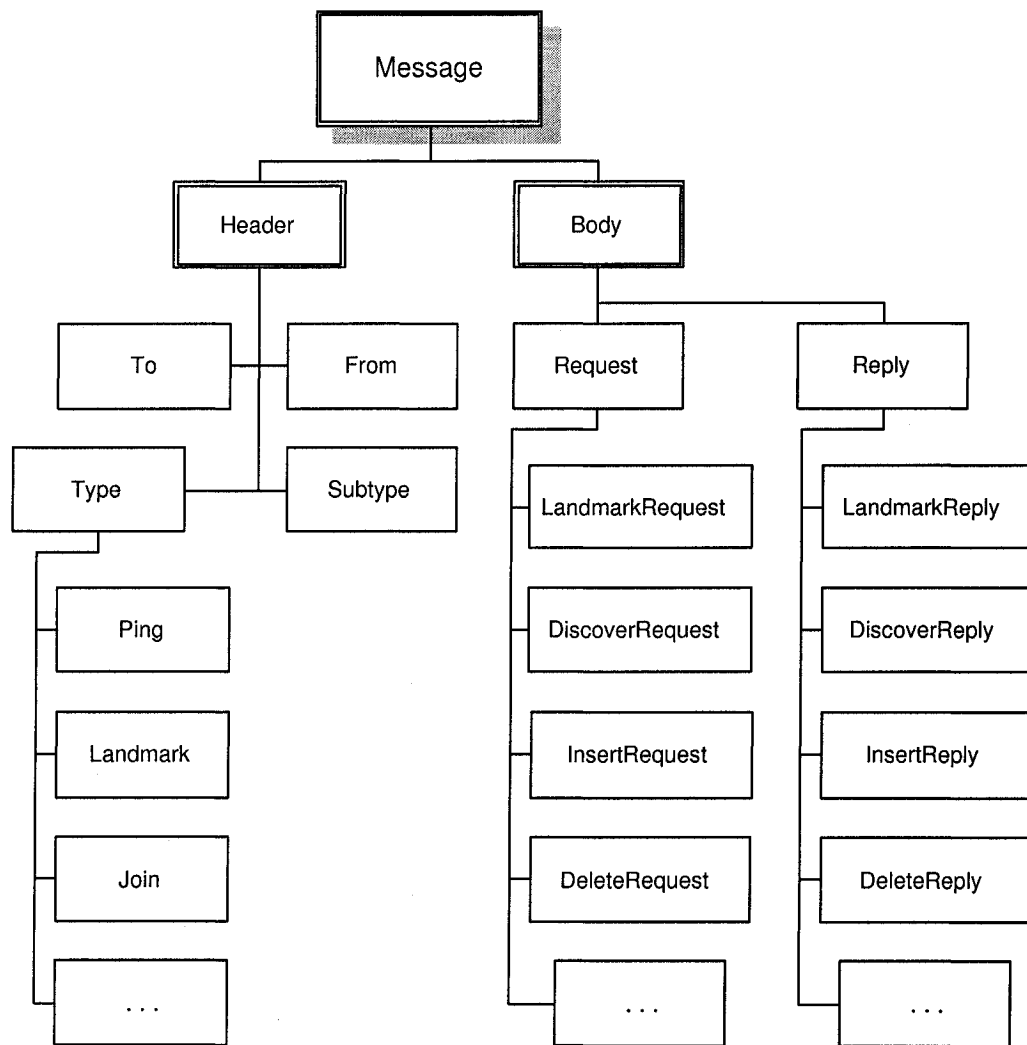 Message
Header
Body
To
From
Request
Reply
Type
Subtype
LandmarkRequest
LandmarkReply
Ping
DiscoverRequest
DiscoverReply
Landmark
InsertRequest
InsertReply
Join
DeleteRequest
DeleteReply
...
...
...